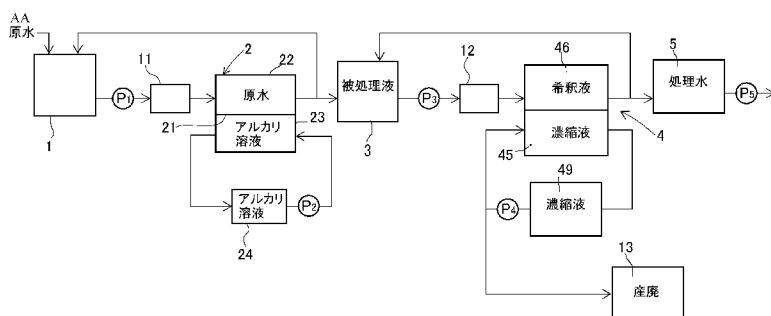 AA
原水
1
P1
11
2
22
原水
21
アルカリ
溶液
23
アルカリ
溶液
24
P2
被処理液
3
P3
12
46
希釈液
濃縮液
45
4
5
処理水
P5
49
濃縮液
P4
13
産廃